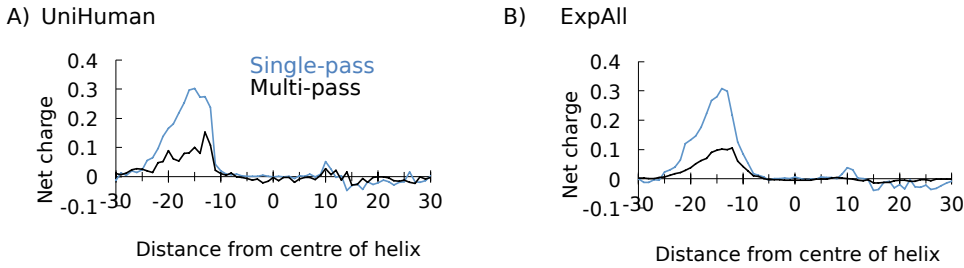 A) UniHuman
Net charge
0.4
0.3
0.2
0.1
0
-0.1
Single-pass
Multi-pass
-30 -20 -10 0 10 20 30
Distance from centre of helix
B) ExpAll
Net charge
0.4
0.3
0.2
0.1
0
-0.1
-30 -20 -10 0 10 20 30
Distance from centre of helix